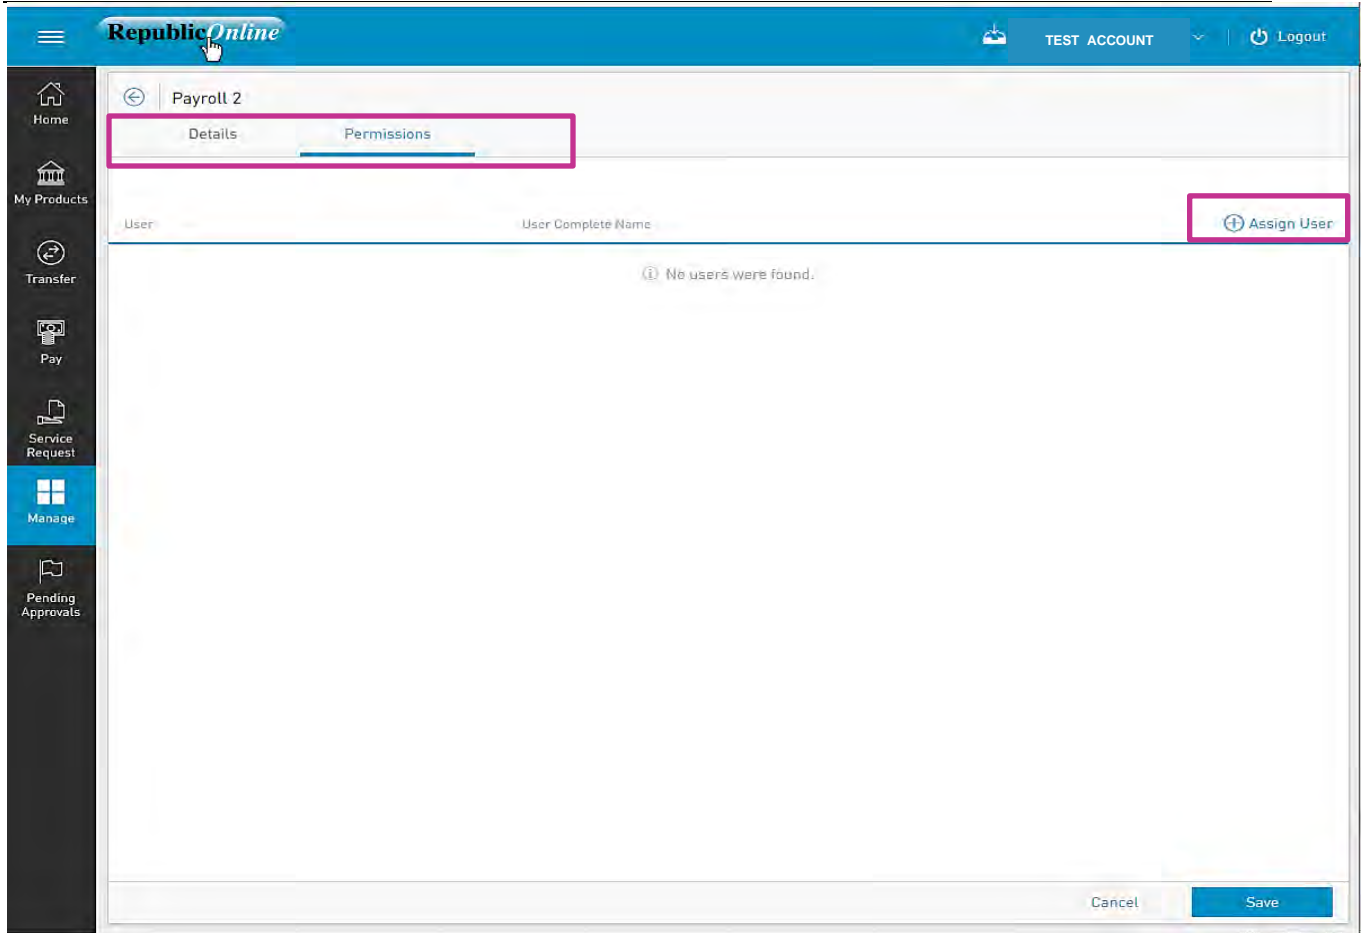 RepublicOnline
TEST ACCOUNT
Logout
Home
My Products
Transfer
Pay
Service
Request
Manage
Pending
Approvals
Payroll 2
Details Permissions
User User Complete Name Assign User
No users were found.
Cancel Save